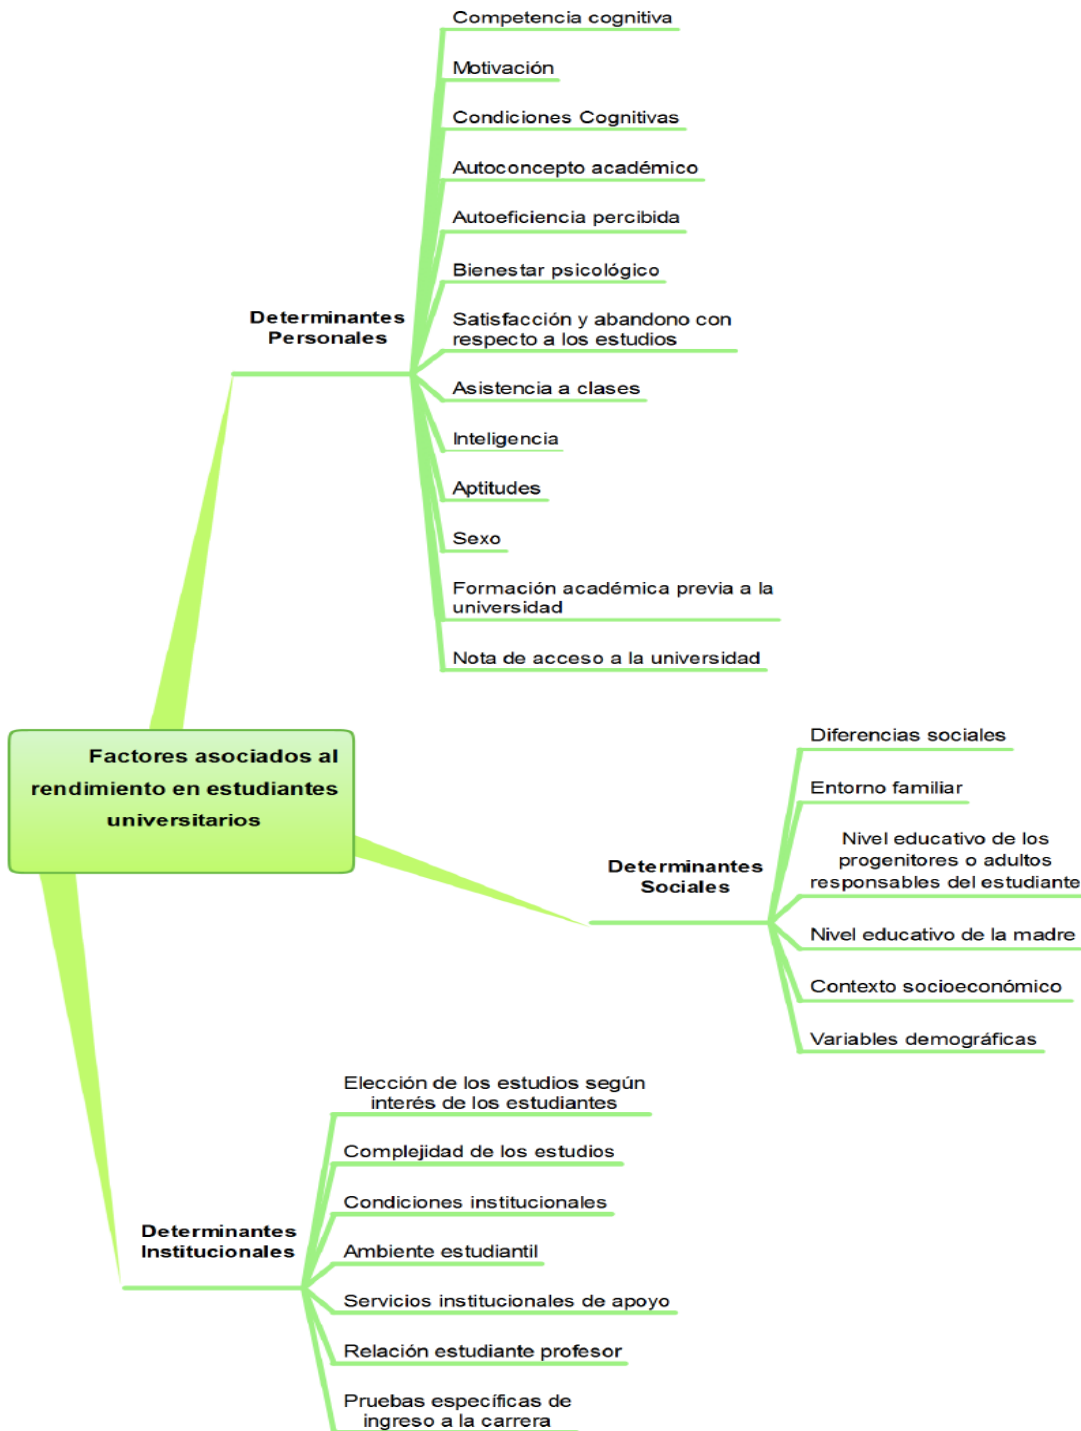 Competencia cognitiva
Motivación
Condiciones Cognitivas
Autoconcepto académico
Autoeficiencia percibida
Bienestar psicológico
Determinantes
Personales
Satisfacción y abandono con
respecto a los estudios
Asistencia a clases
Inteligencia
Aptitudes
Sexo
Formación académica previa a la
universidad
Nota de acceso a la universidad
Factores asociados al
rendimiento en estudiantes
universitarios
Diferencias sociales
Entorno familiar
Nivel educativo de los
progenitores o adultos
responsables del estudiante
Determinantes
Sociales
Nivel educativo de la madre
Contexto socioeconómico
Variables demográficas
Elección de los estudios según
interés de los estudiantes
Complejidad de los estudios
Condiciones institucionales
Determinantes
Institucionales
Ambiente estudiantil
Servicios institucionales de apoyo
Relación estudiante profesor
Pruebas específicas de
ingreso a la carrera